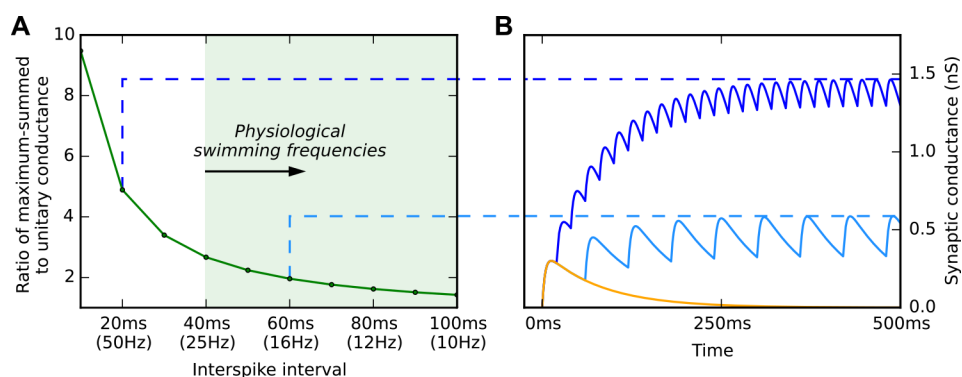 A
B
Ratio of maximum-summed
to unitary conductance
10
8
6
4
2
Physiological
swimming frequencies
20ms
(50Hz)
40ms
(25Hz)
60ms
(16Hz)
80ms
(12Hz)
100ms
(10Hz)
Interspike interval
1.5
1.0
0.5
0.0
Synaptic conductance (nS)
0ms
250ms
500ms
Time